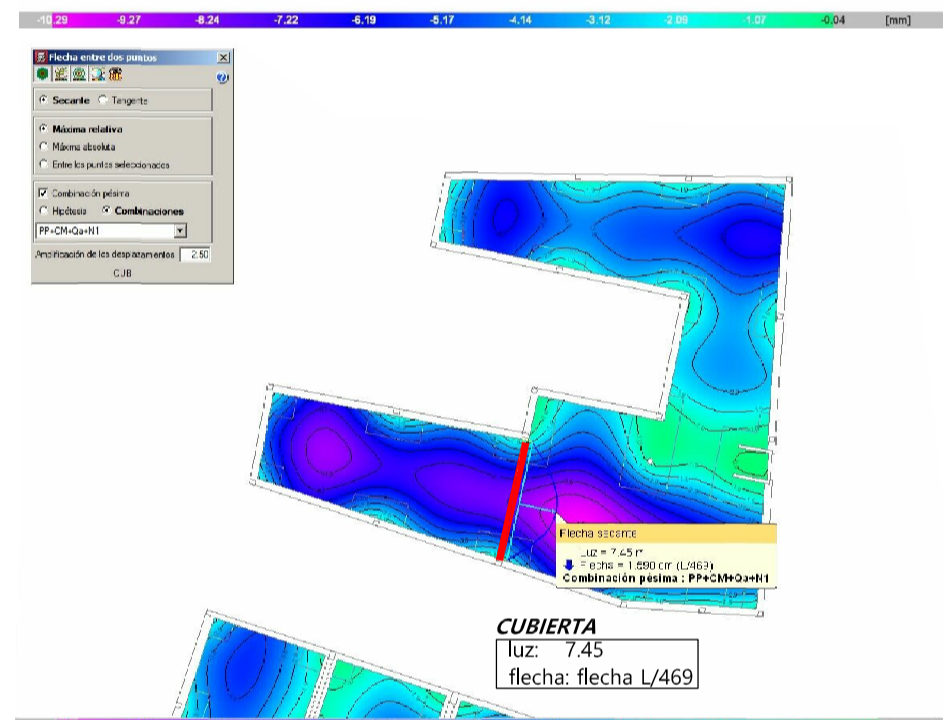 -10.29 -9.27 -8.24 -7.22 -6.19 -5.17 -4.14 -3.12 -2.09 -1.07 -0.04 [mm]
Flecha entre dos puntos
Secante Tangente
Máxima relativa
Máxima absoluta
Entre los puntos seleccionados
Combinación pésima
Hipótesis Combinaciones
PP+CM+Qa+N1
Amplificación de los desplazamientos 2.50
CUB
Flecha secante
Luz = 7.45 m
Flecha = 1.590 cm (L/469)
Combinación pésima : PP+CM+Qa+N1
CUBIERTA
luz: 7.45
flecha: flecha L/469